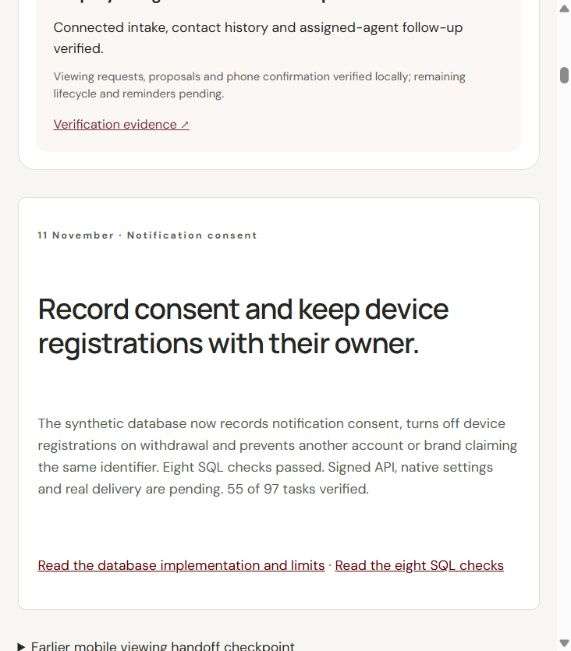 Connected intake, contact history and assigned-agent follow-up
verified.
Viewing requests, proposals and phone confirmation verified locally; remaining
lifecycle and reminders pending.
Verification evidence ↗
11 November · Notification consent
Record consent and keep device
registrations with their owner.
The synthetic database now records notification consent, turns off device
registrations on withdrawal and prevents another account or brand claiming
the same identifier. Eight SQL checks passed. Signed API, native settings
and real delivery are pending. 55 of 97 tasks verified.
Read the database implementation and limits · Read the eight SQL checks
▶ Earlier mobile viewing handoff checkpoint